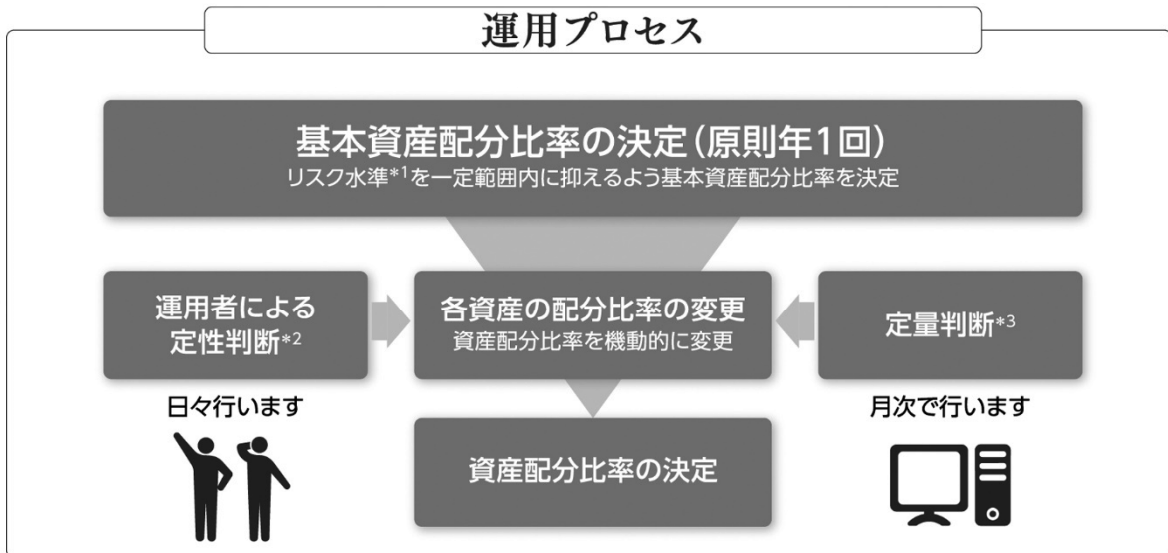 運用プロセス
基本資産配分比率の決定（原則年1回）
リスク水準*1を一定範囲内に抑えるよう基本資産配分比率を決定
運用者による
定性判断*2
日々行います
各資産の配分比率の変更
資産配分比率を機動的に変更
定量判断*3
月次で行います
資産配分比率の決定